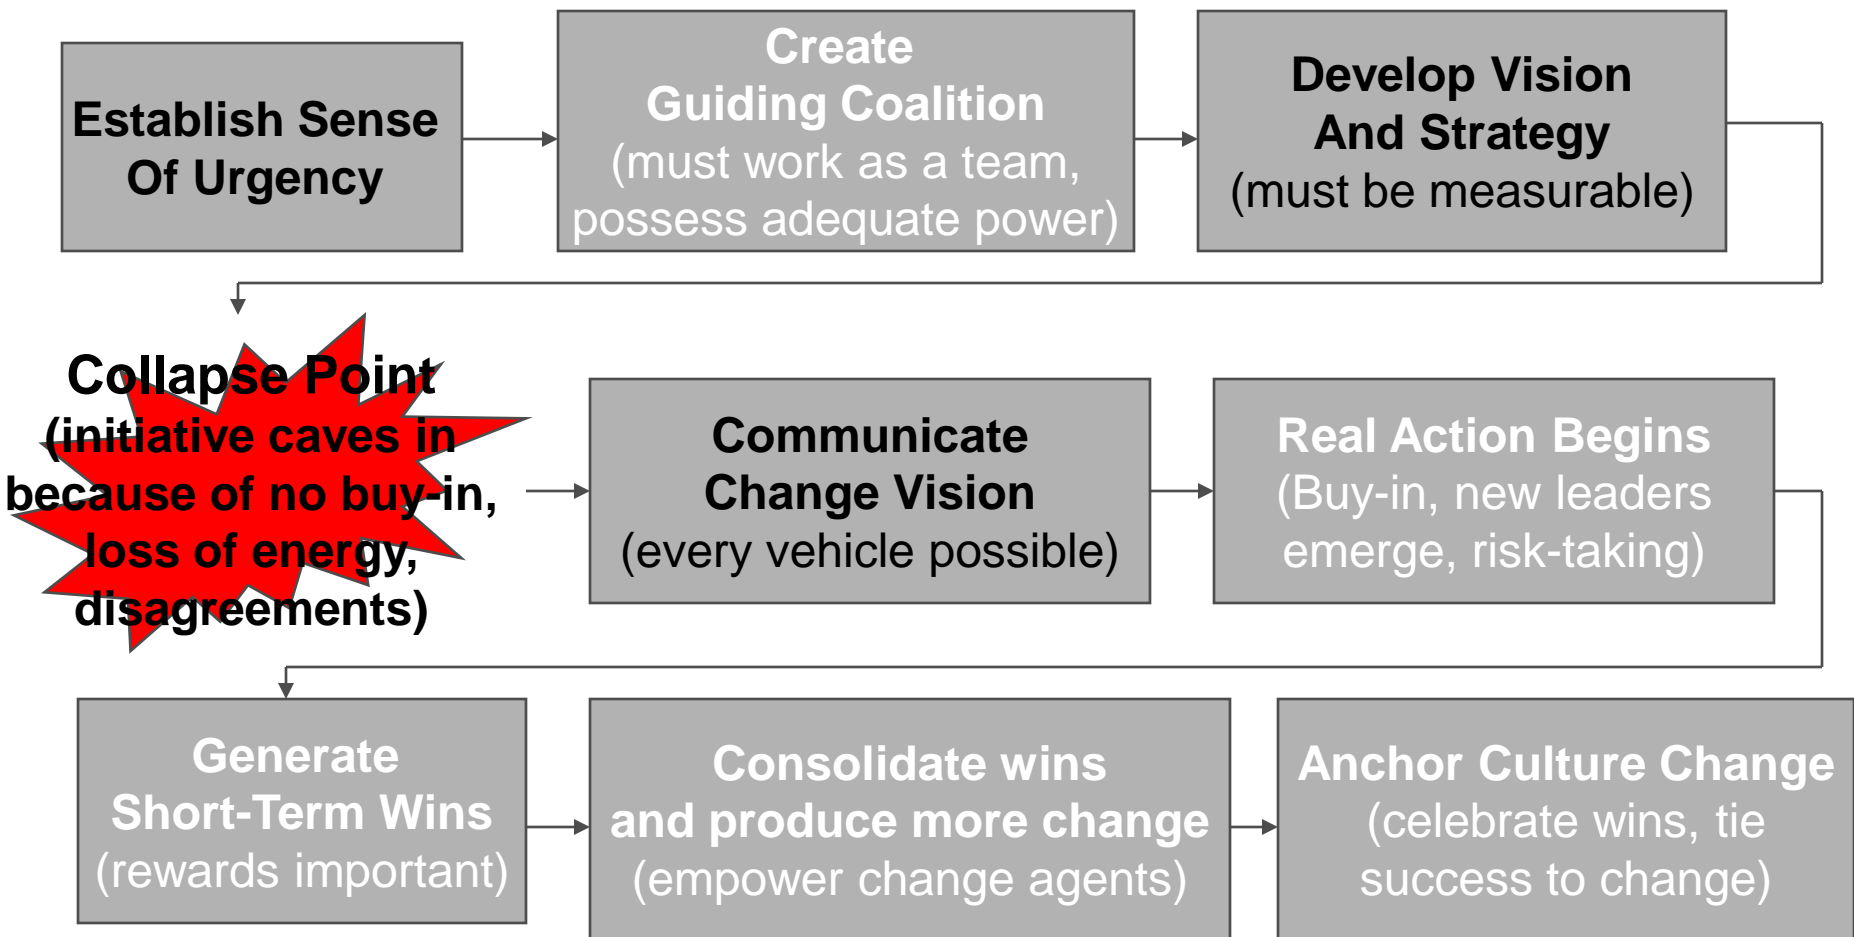 Establish Sense
Of Urgency
Create
Guiding Coalition
(must work as a team,
possess adequate power)
Develop Vision
And Strategy
(must be measurable)
Collapse Point
(initiative caves in
because of no buy-in,
loss of energy,
disagreements)
Communicate
Change Vision
(every vehicle possible)
Real Action Begins
(Buy-in, new leaders
emerge, risk-taking)
Generate
Short-Term Wins
(rewards important)
Consolidate wins
and produce more change
(empower change agents)
Anchor Culture Change
(celebrate wins, tie
success to change)